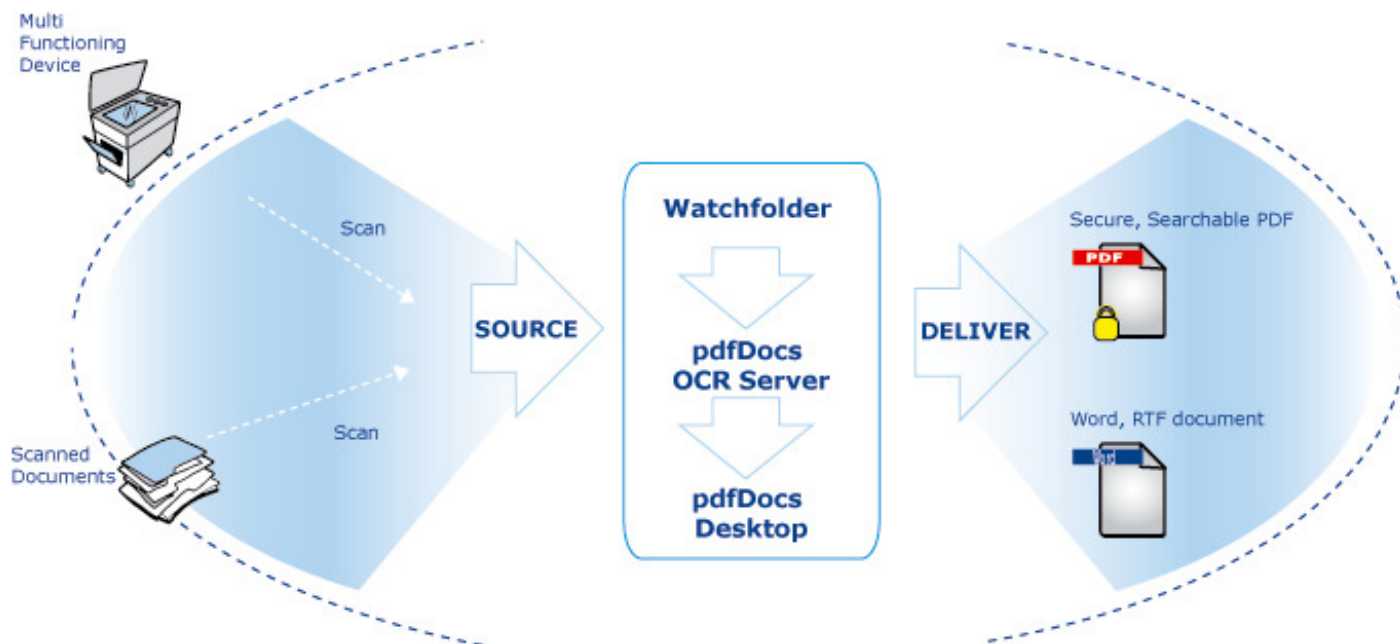 Multi
Functioning
Device
Scan
Scan
Scanned
Documents
SOURCE
Watchfolder
pdfDocs
OCR Server
pdfDocs
Desktop
DELIVER
Secure, Searchable PDF
PDF
Word, RTF document